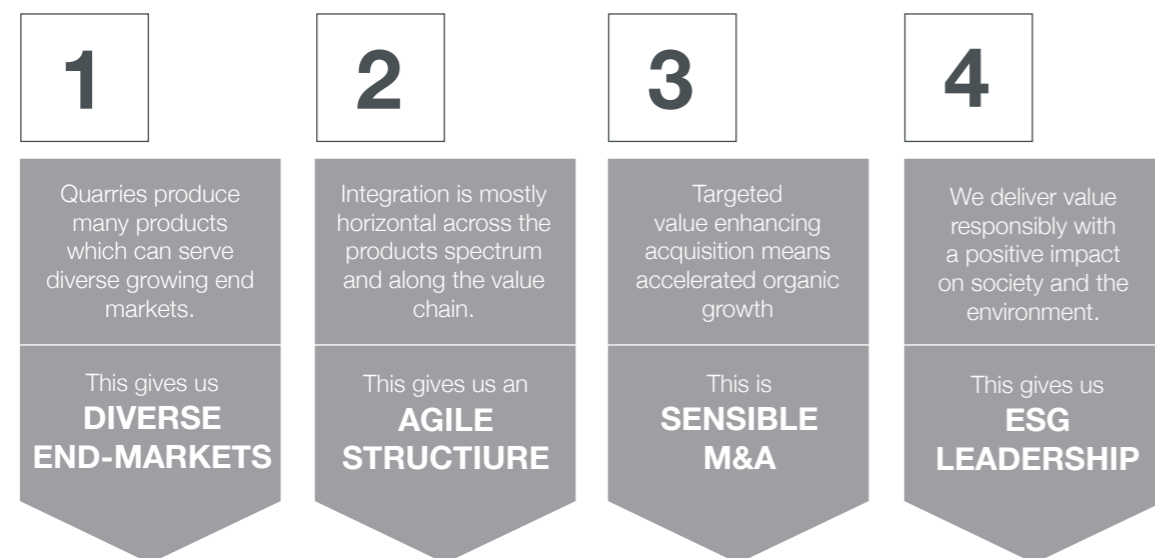 1
Quarries produce
many products
which can serve
diverse growing end
markets.
This gives us
DIVERSE
END-MARKETS
2
Integration is mostly
horizontal across the
products spectrum
and along the value
chain.
This gives us an
AGILE
STRUCTIURE
3
Targeted
value enhancing
acquisition means
accelerated organic
growth
This is
SENSIBLE
M&A
4
We deliver value
responsibly with
a positive impact
on society and the
environment.
This gives us
ESG
LEADERSHIP